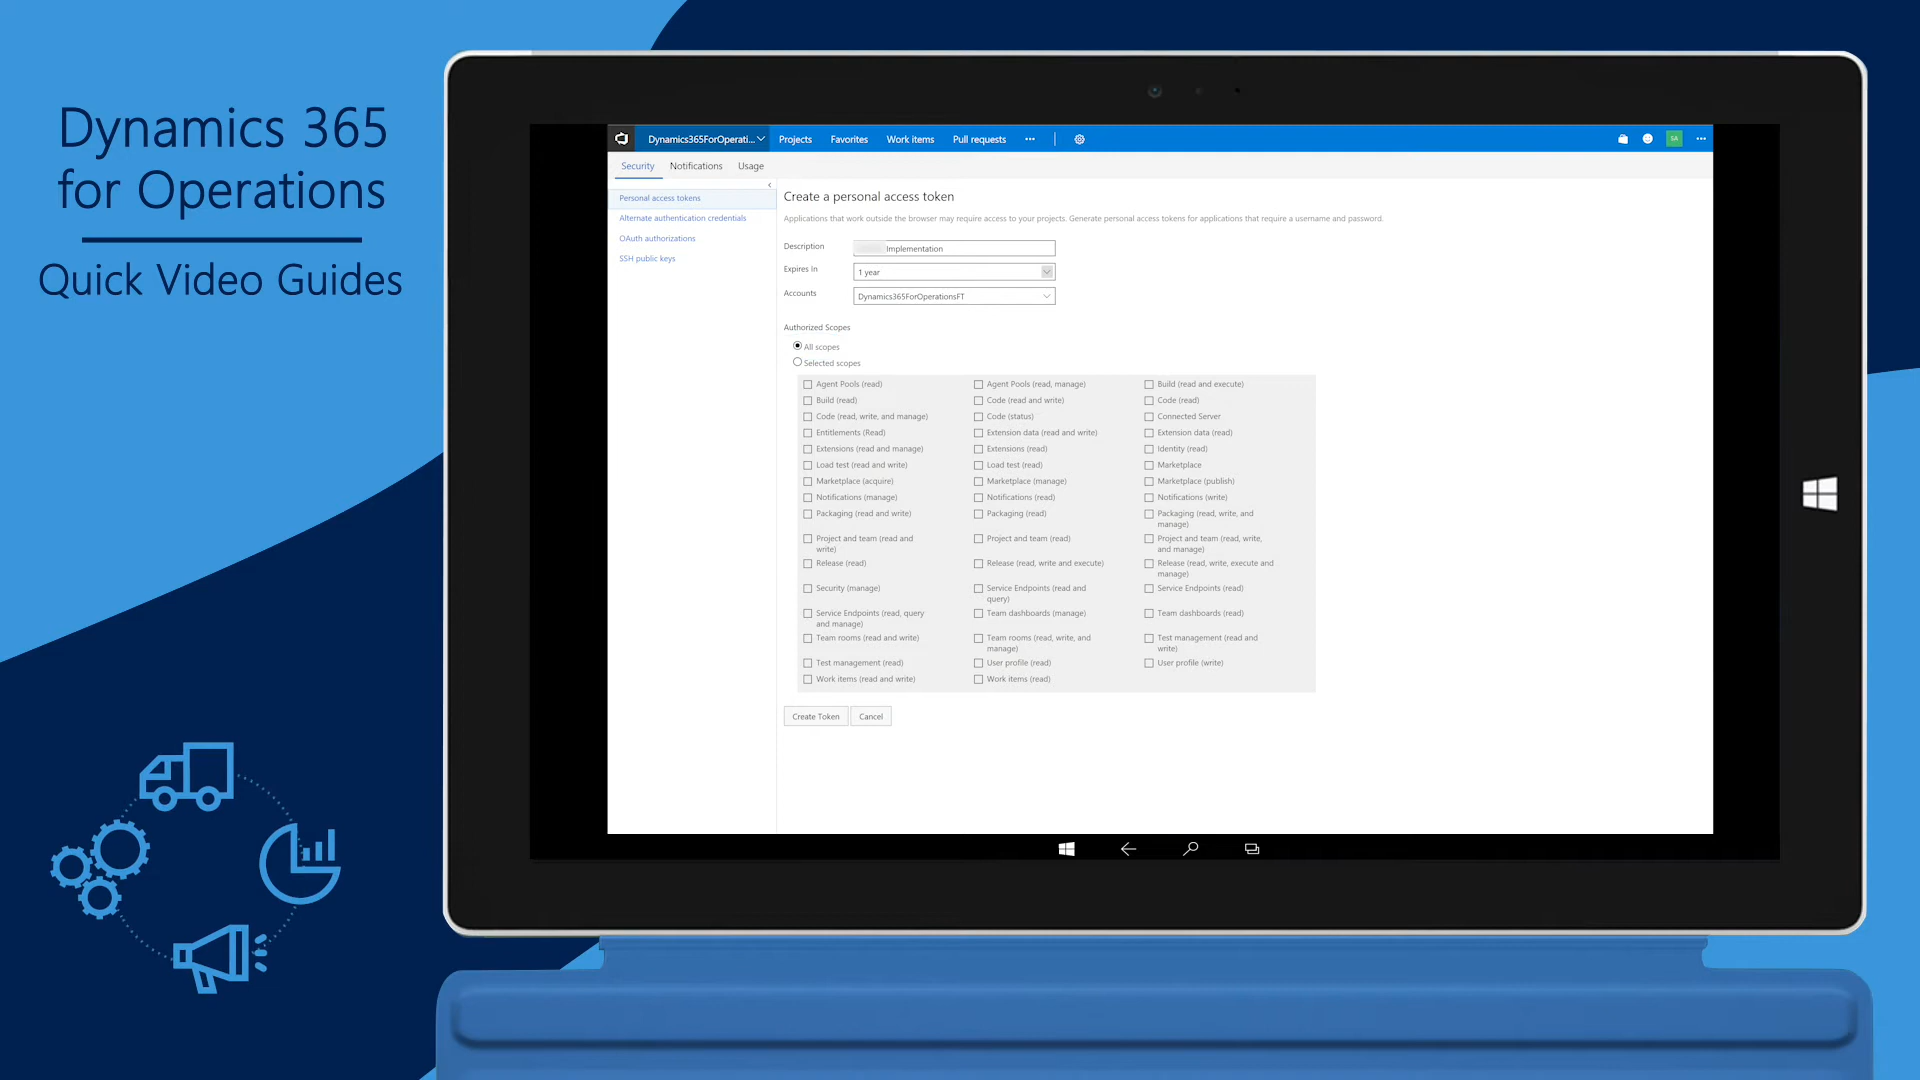 Dynamics 365
for Operations
Quick Video Guides
Dynamics365ForOperati... Projects Favorites Work items Pull requests ··· SA ···
Security Notifications Usage
Personal access tokens
Alternate authentication credentials
OAuth authorizations
SSH public keys
Create a personal access token
Applications that work outside the browser may require access to your projects. Generate personal access tokens for applications that require a username and password.
Description Implementation
Expires In 1 year
Accounts Dynamics365ForOperationsFT
Authorized Scopes
All scopes
Selected scopes
Agent Pools (read) Agent Pools (read, manage) Build (read and execute)
Build (read) Code (read and write) Code (read)
Code (read, write, and manage) Code (status) Connected Server
Entitlements (Read) Extension data (read and write) Extension data (read)
Extensions (read and manage) Extensions (read) Identity (read)
Load test (read and write) Load test (read) Marketplace
Marketplace (acquire) Marketplace (manage) Marketplace (publish)
Notifications (manage) Notifications (read) Notifications (write)
Packaging (read and write) Packaging (read) Packaging (read, write, and
manage)
Project and team (read and Project and team (read) Project and team (read, write,
write) and manage)
Release (read) Release (read, write and execute) Release (read, write, execute and
manage)
Security (manage) Service Endpoints (read and Service Endpoints (read)
query)
Service Endpoints (read, query Team dashboards (manage) Team dashboards (read)
and manage)
Team rooms (read and write) Team rooms (read, write, and Test management (read and
manage) write)
Test management (read) User profile (read) User profile (write)
Work items (read and write) Work items (read)
Create Token Cancel